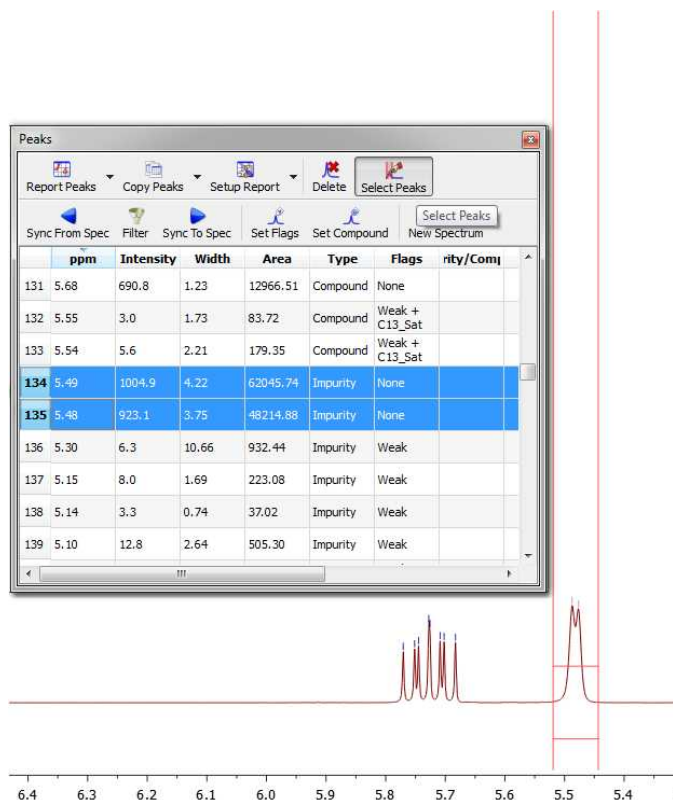 Peaks
Report Peaks Copy Peaks Setup Report Delete Select Peaks
Select Peaks
Sync From Spec Filter Sync To Spec Set Flags Set Compound New Spectrum
ppm Intensity Width Area Type Flags rity/Comp
131 5.68 690.8 1.23 12966.51 Compound None
132 5.55 3.0 1.73 83.72 Compound Weak + C13_Sat
133 5.54 5.6 2.21 179.35 Compound Weak + C13_Sat
134 5.49 1004.9 4.22 62045.74 Impurity None
135 5.48 923.1 3.75 48214.88 Impurity None
136 5.30 6.3 10.66 932.44 Impurity Weak
137 5.15 8.0 1.69 223.08 Impurity Weak
138 5.14 3.3 0.74 37.02 Impurity Weak
139 5.10 12.8 2.64 505.30 Impurity Weak
6.4 6.3 6.2 6.1 6.0 5.9 5.8 5.7 5.6 5.5 5.4